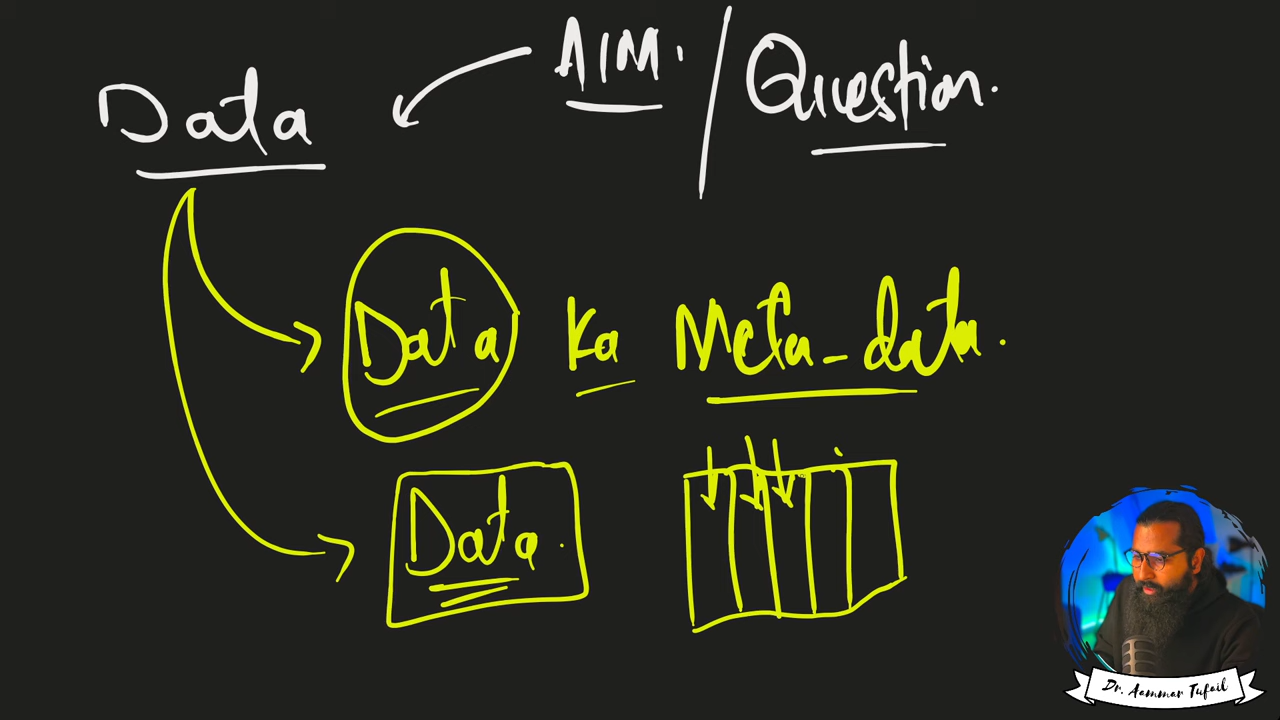 AIM. / Question.
Data
Data Ka Meta-data.
Data.
Dr. Aammar Tufail